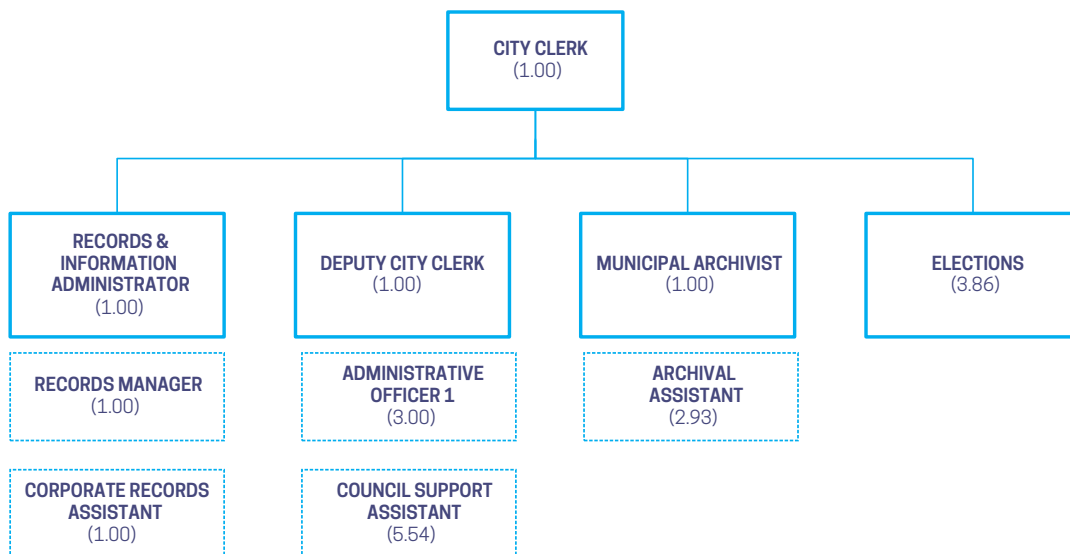 CITY CLERK
(1.00)
RECORDS &
INFORMATION
ADMINISTRATOR
(1.00)
DEPUTY CITY CLERK
(1.00)
MUNICIPAL ARCHIVIST
(1.00)
ELECTIONS
(3.86)
RECORDS MANAGER
(1.00)
ADMINISTRATIVE
OFFICER 1
(3.00)
ARCHIVAL
ASSISTANT
(2.93)
CORPORATE RECORDS
ASSISTANT
(1.00)
COUNCIL SUPPORT
ASSISTANT
(5.54)